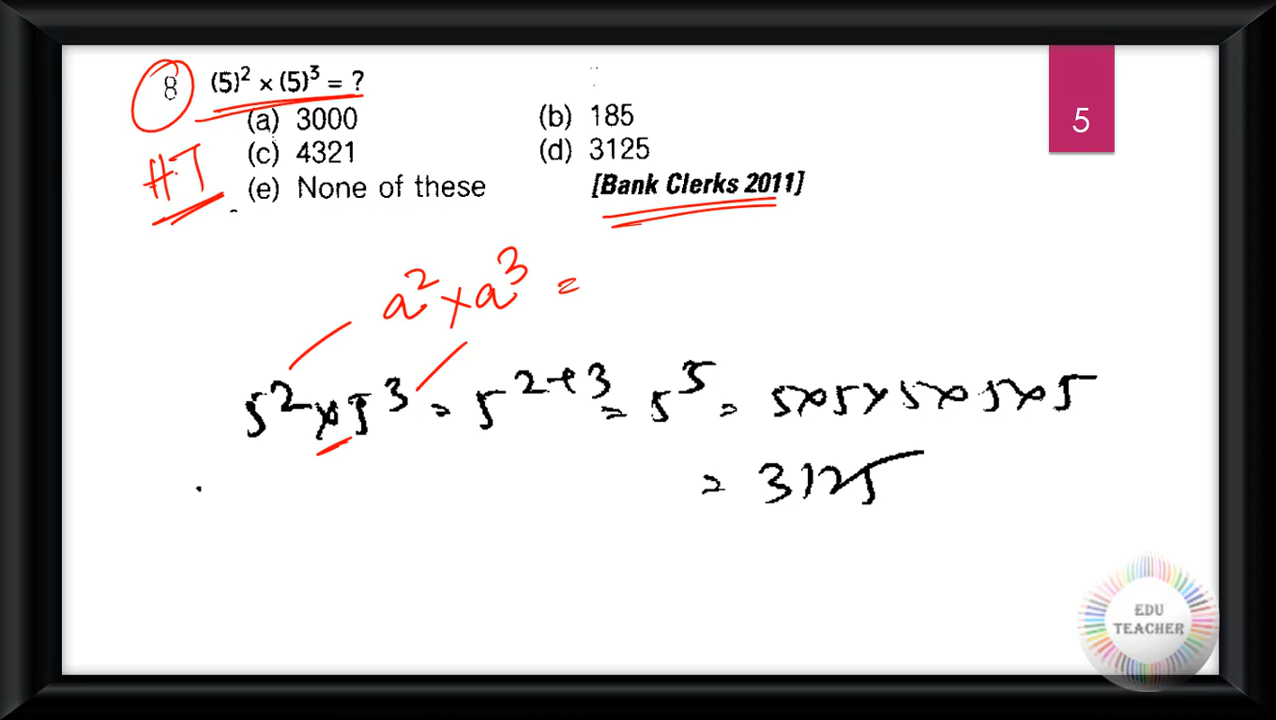 8 (5)² × (5)³ = ?
(a) 3000 (b) 185
(c) 4321 (d) 3125
(e) None of these [Bank Clerks 2011]
5
H.T
a² × a³ =
5² × 5³ = 5²⁺³ = 5⁵ = 5×5×5×5×5
= 3125
EDU
TEACHER